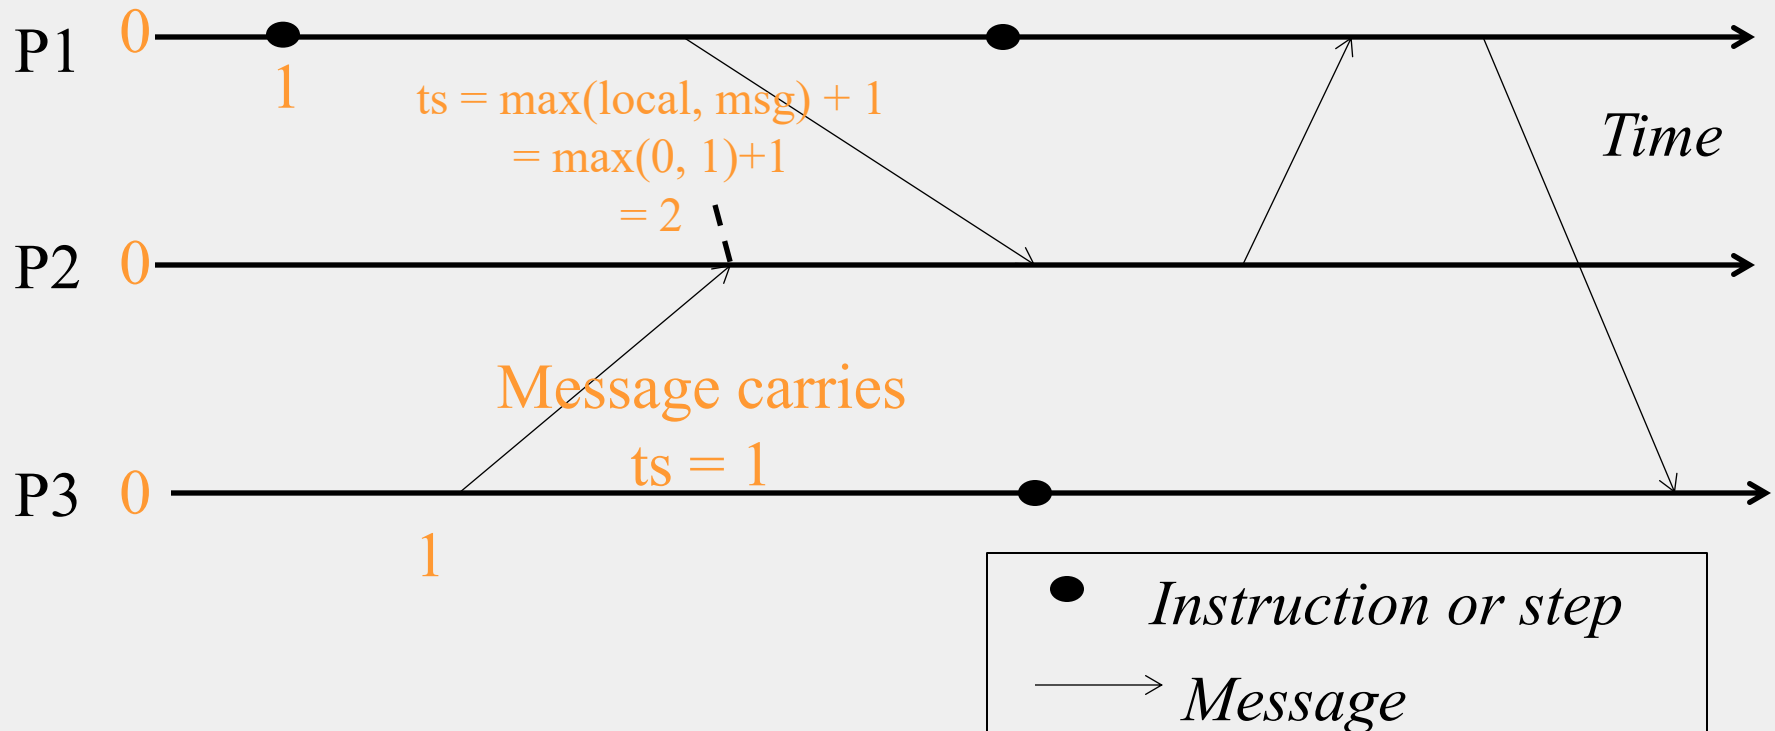 P1 0
1
ts = max(local, msg) + 1
= max(0, 1)+1
= 2
Time
P2 0
Message carries
ts = 1
P3 0
1
Instruction or step
Message